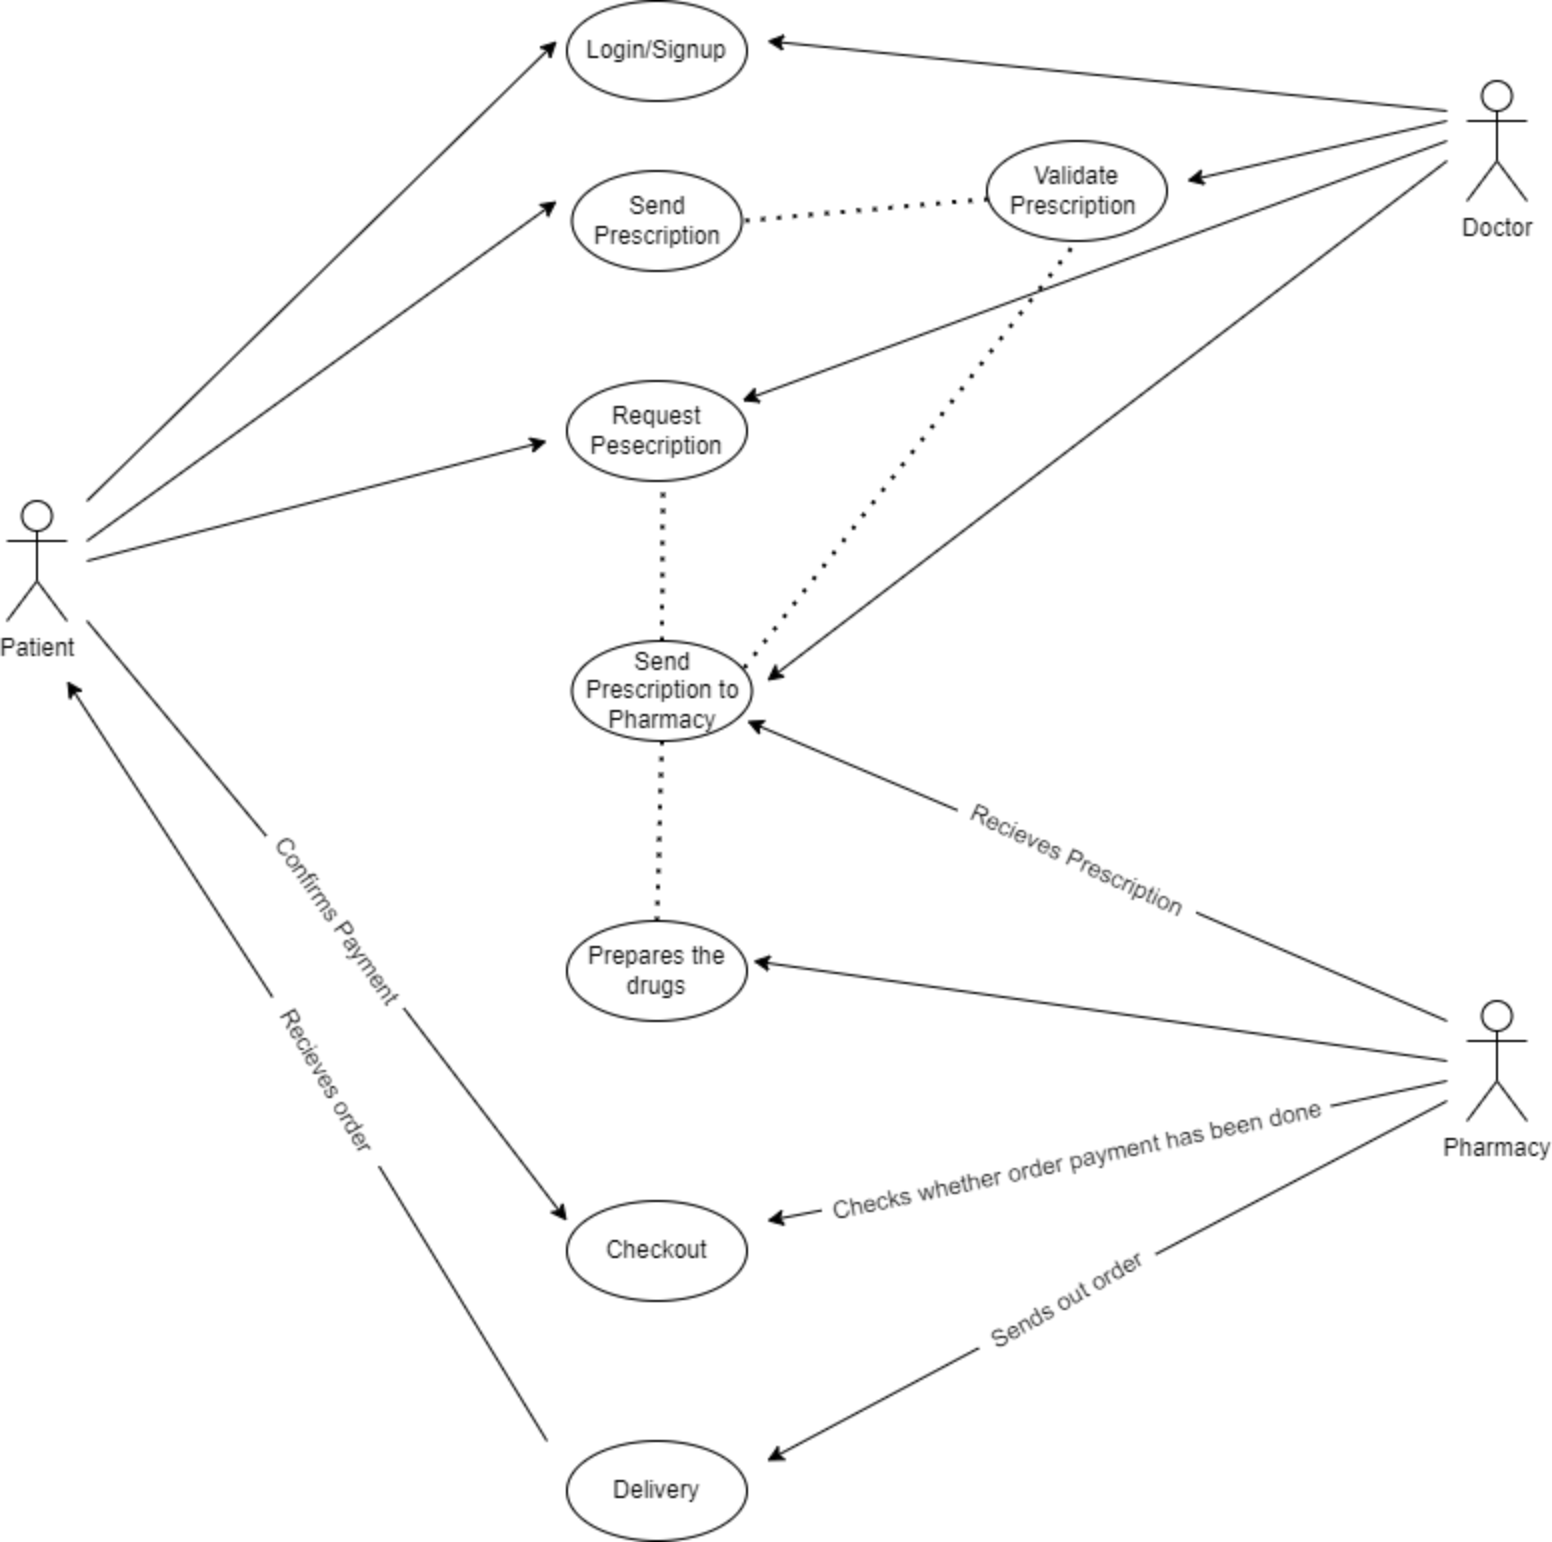 Login/Signup
Validate
Prescription
Send
Prescription
Doctor
Request
Pesecription
Patient
Send
Prescription to
Pharmacy
Recieves Prescription
Confirms Payment
Prepares the
drugs
Recieves order
Pharmacy
Checks whether order payment has been done
Checkout
Sends out order
Delivery